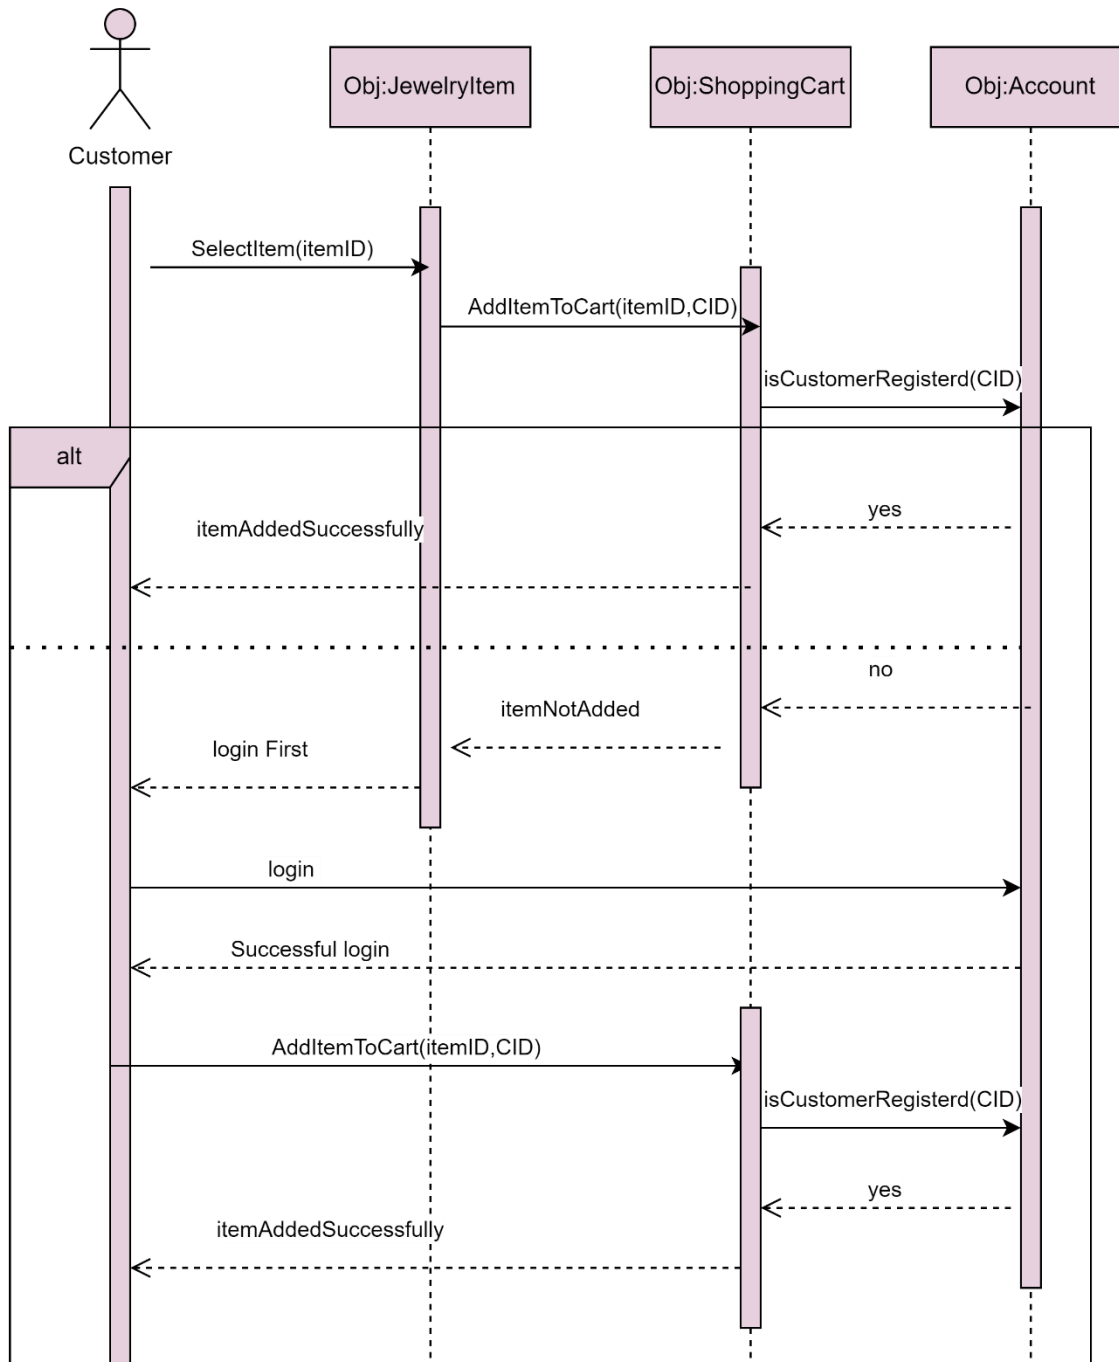 Customer
Obj:JewelryItem
Obj:ShoppingCart
Obj:Account
SelectItem(itemID)
AddItemToCart(itemID,CID)
isCustomerRegisterd(CID)
alt
yes
itemAddedSuccessfully
no
itemNotAdded
login First
login
Successful login
AddItemToCart(itemID,CID)
isCustomerRegisterd(CID)
yes
itemAddedSuccessfully